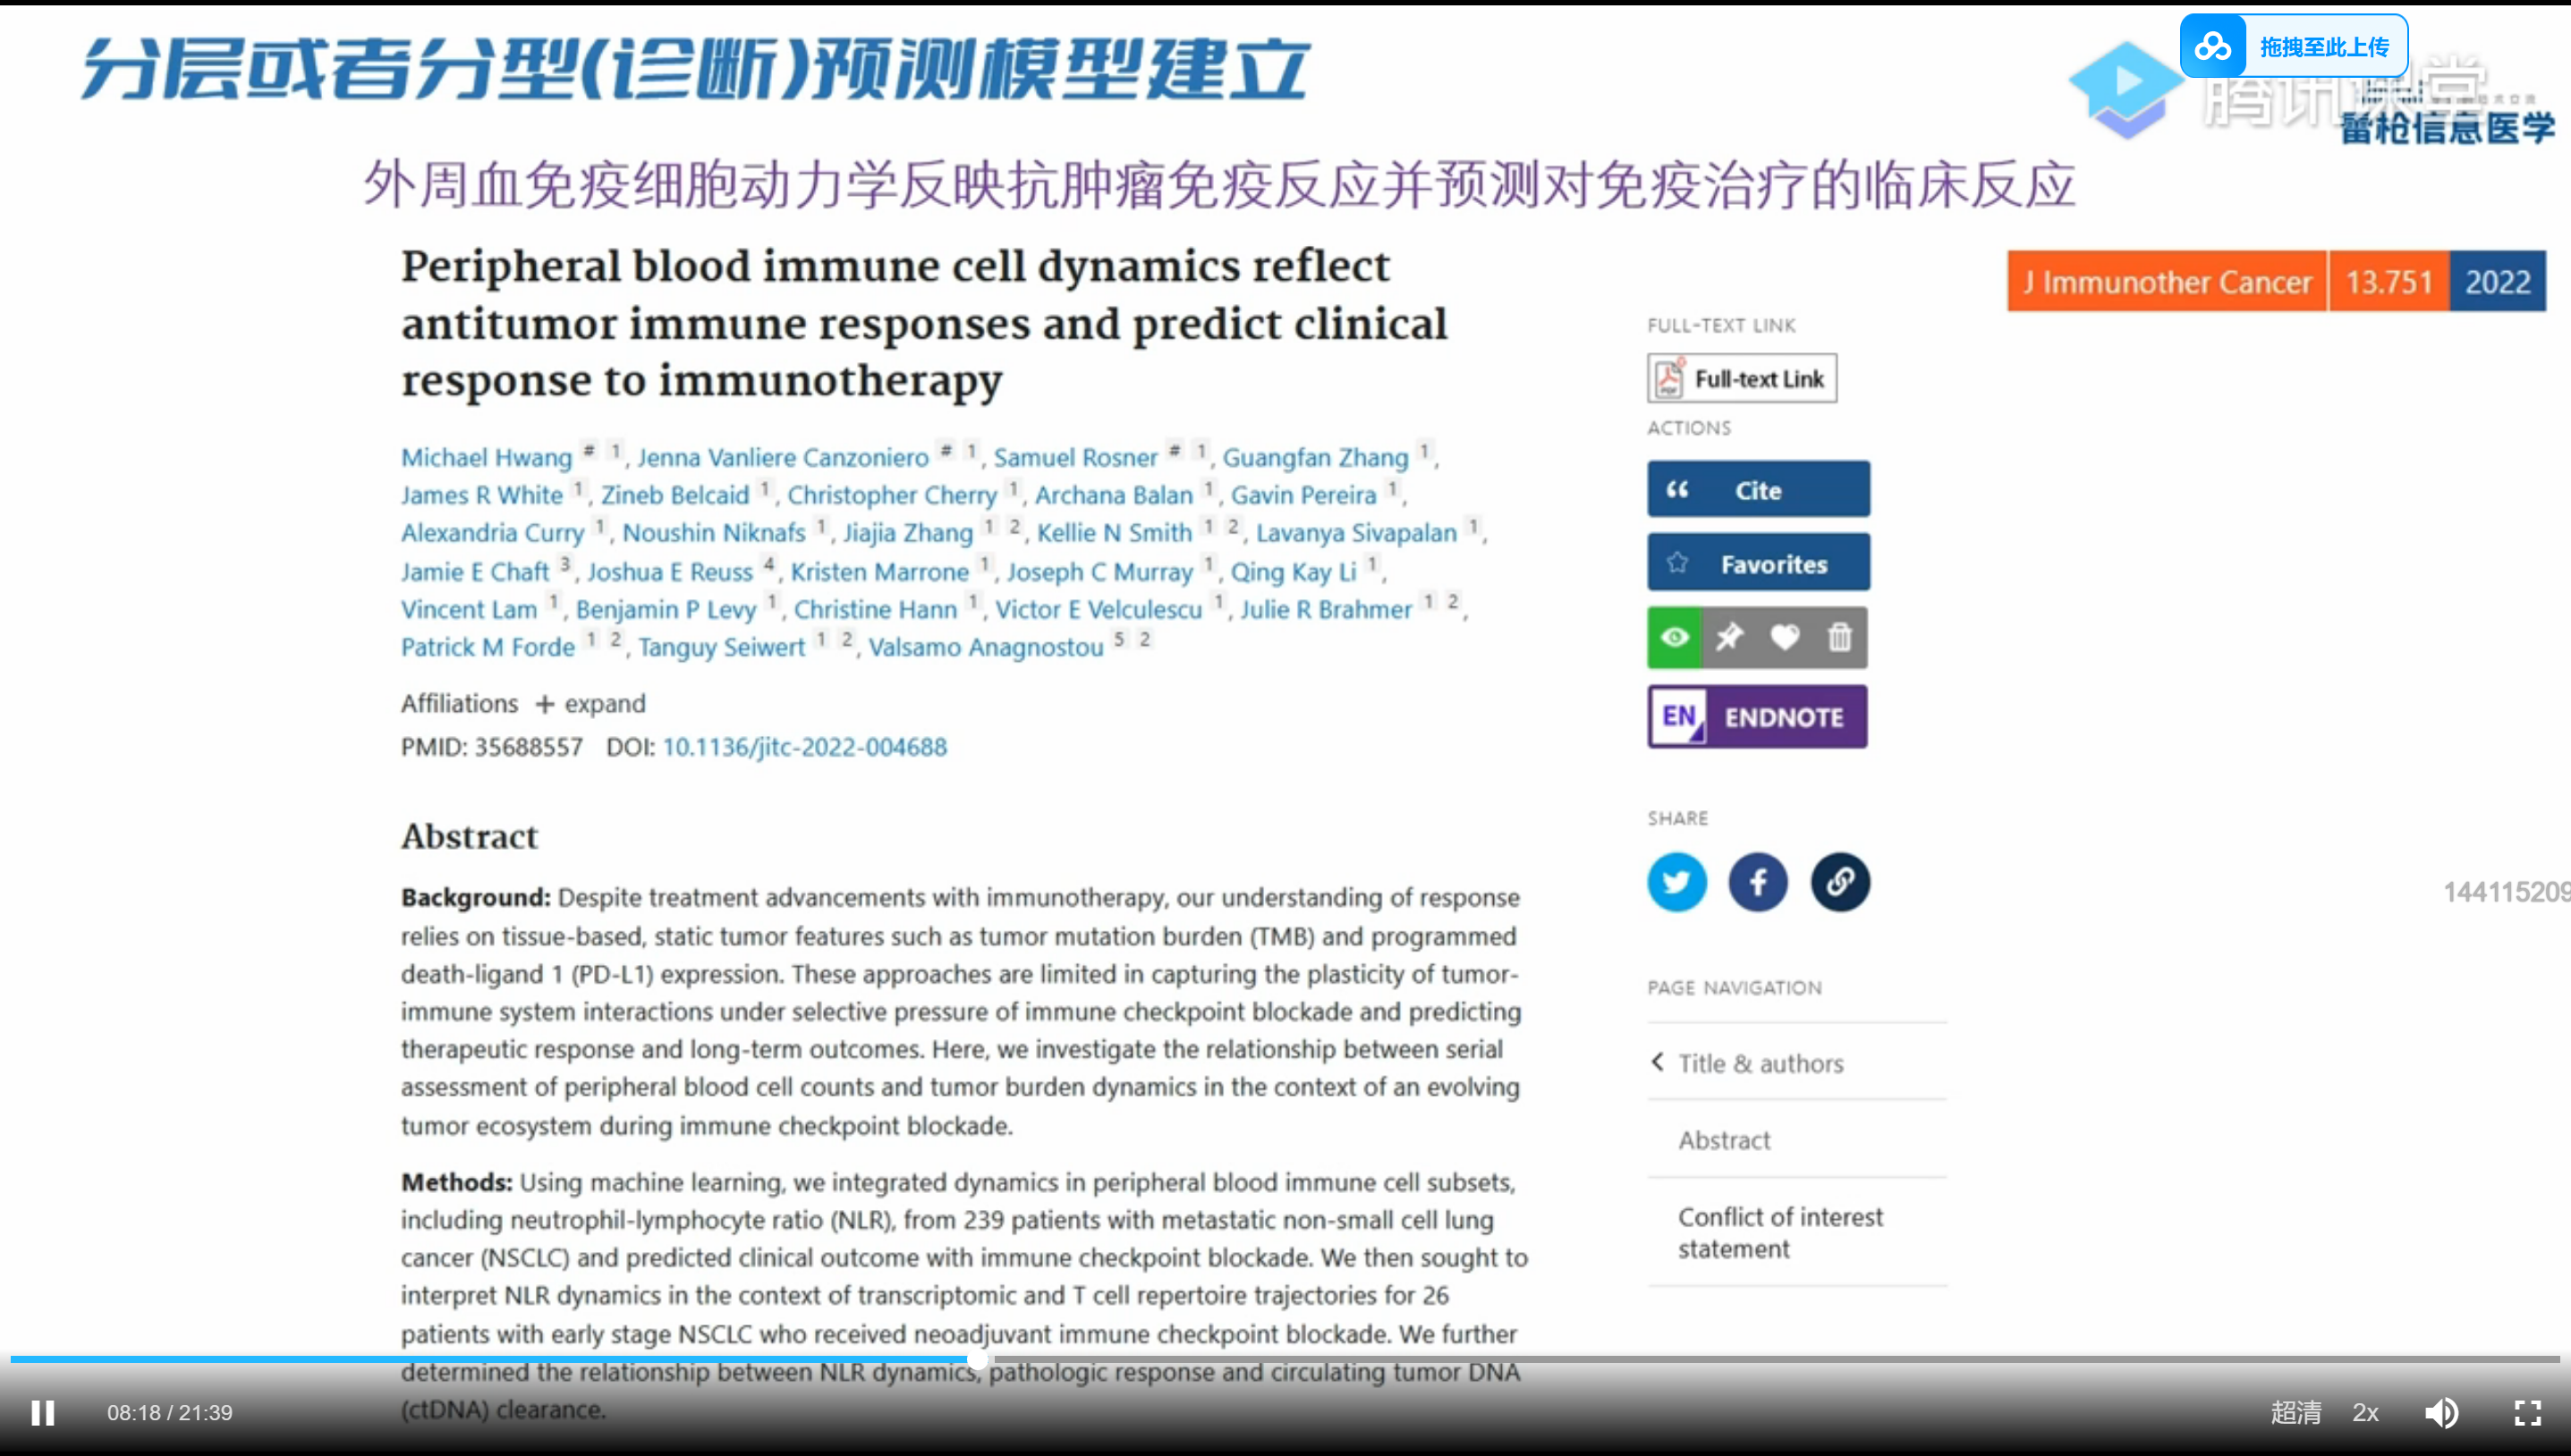 分层或者分型(诊断)预测模型建立
拖拽至此上传
腾讯课堂
雷枪信息医学
外周血免疫细胞动力学反映抗肿瘤免疫反应并预测对免疫治疗的临床反应
Peripheral blood immune cell dynamics reflect
antitumor immune responses and predict clinical
response to immunotherapy
J Immunother Cancer 13.751 2022
Michael Hwang # 1, Jenna Vanliere Canzoniero # 1, Samuel Rosner # 1, Guangfan Zhang 1,
James R White 1, Zineb Belcaid 1, Christopher Cherry 1, Archana Balan 1, Gavin Pereira 1,
Alexandria Curry 1, Noushin Niknafs 1, Jiajia Zhang 1 2, Kellie N Smith 1 2, Lavanya Sivapalan 1,
Jamie E Chaft 3, Joshua E Reuss 4, Kristen Marrone 1, Joseph C Murray 1, Qing Kay Li 1,
Vincent Lam 1, Benjamin P Levy 1, Christine Hann 1, Victor E Velculescu 1, Julie R Brahmer 1 2,
Patrick M Forde 1 2, Tanguy Seiwert 1 2, Valsamo Anagnostou 5 2
Affiliations + expand
PMID: 35688557 DOI: 10.1136/jitc-2022-004688
Abstract
Background: Despite treatment advancements with immunotherapy, our understanding of response
relies on tissue-based, static tumor features such as tumor mutation burden (TMB) and programmed
death-ligand 1 (PD-L1) expression. These approaches are limited in capturing the plasticity of tumor-
immune system interactions under selective pressure of immune checkpoint blockade and predicting
therapeutic response and long-term outcomes. Here, we investigate the relationship between serial
assessment of peripheral blood cell counts and tumor burden dynamics in the context of an evolving
tumor ecosystem during immune checkpoint blockade.
Methods: Using machine learning, we integrated dynamics in peripheral blood immune cell subsets,
including neutrophil-lymphocyte ratio (NLR), from 239 patients with metastatic non-small cell lung
cancer (NSCLC) and predicted clinical outcome with immune checkpoint blockade. We then sought to
interpret NLR dynamics in the context of transcriptomic and T cell repertoire trajectories for 26
patients with early stage NSCLC who received neoadjuvant immune checkpoint blockade. We further
determined the relationship between NLR dynamics, pathologic response and circulating tumor DNA
(ctDNA) clearance.
FULL-TEXT LINK
PDF Full-text Link
ACTIONS
Cite
Favorites
EN ENDNOTE
SHARE
PAGE NAVIGATION
Title & authors
Abstract
Conflict of interest
statement
144115209
08:18 / 21:39
超清 2x